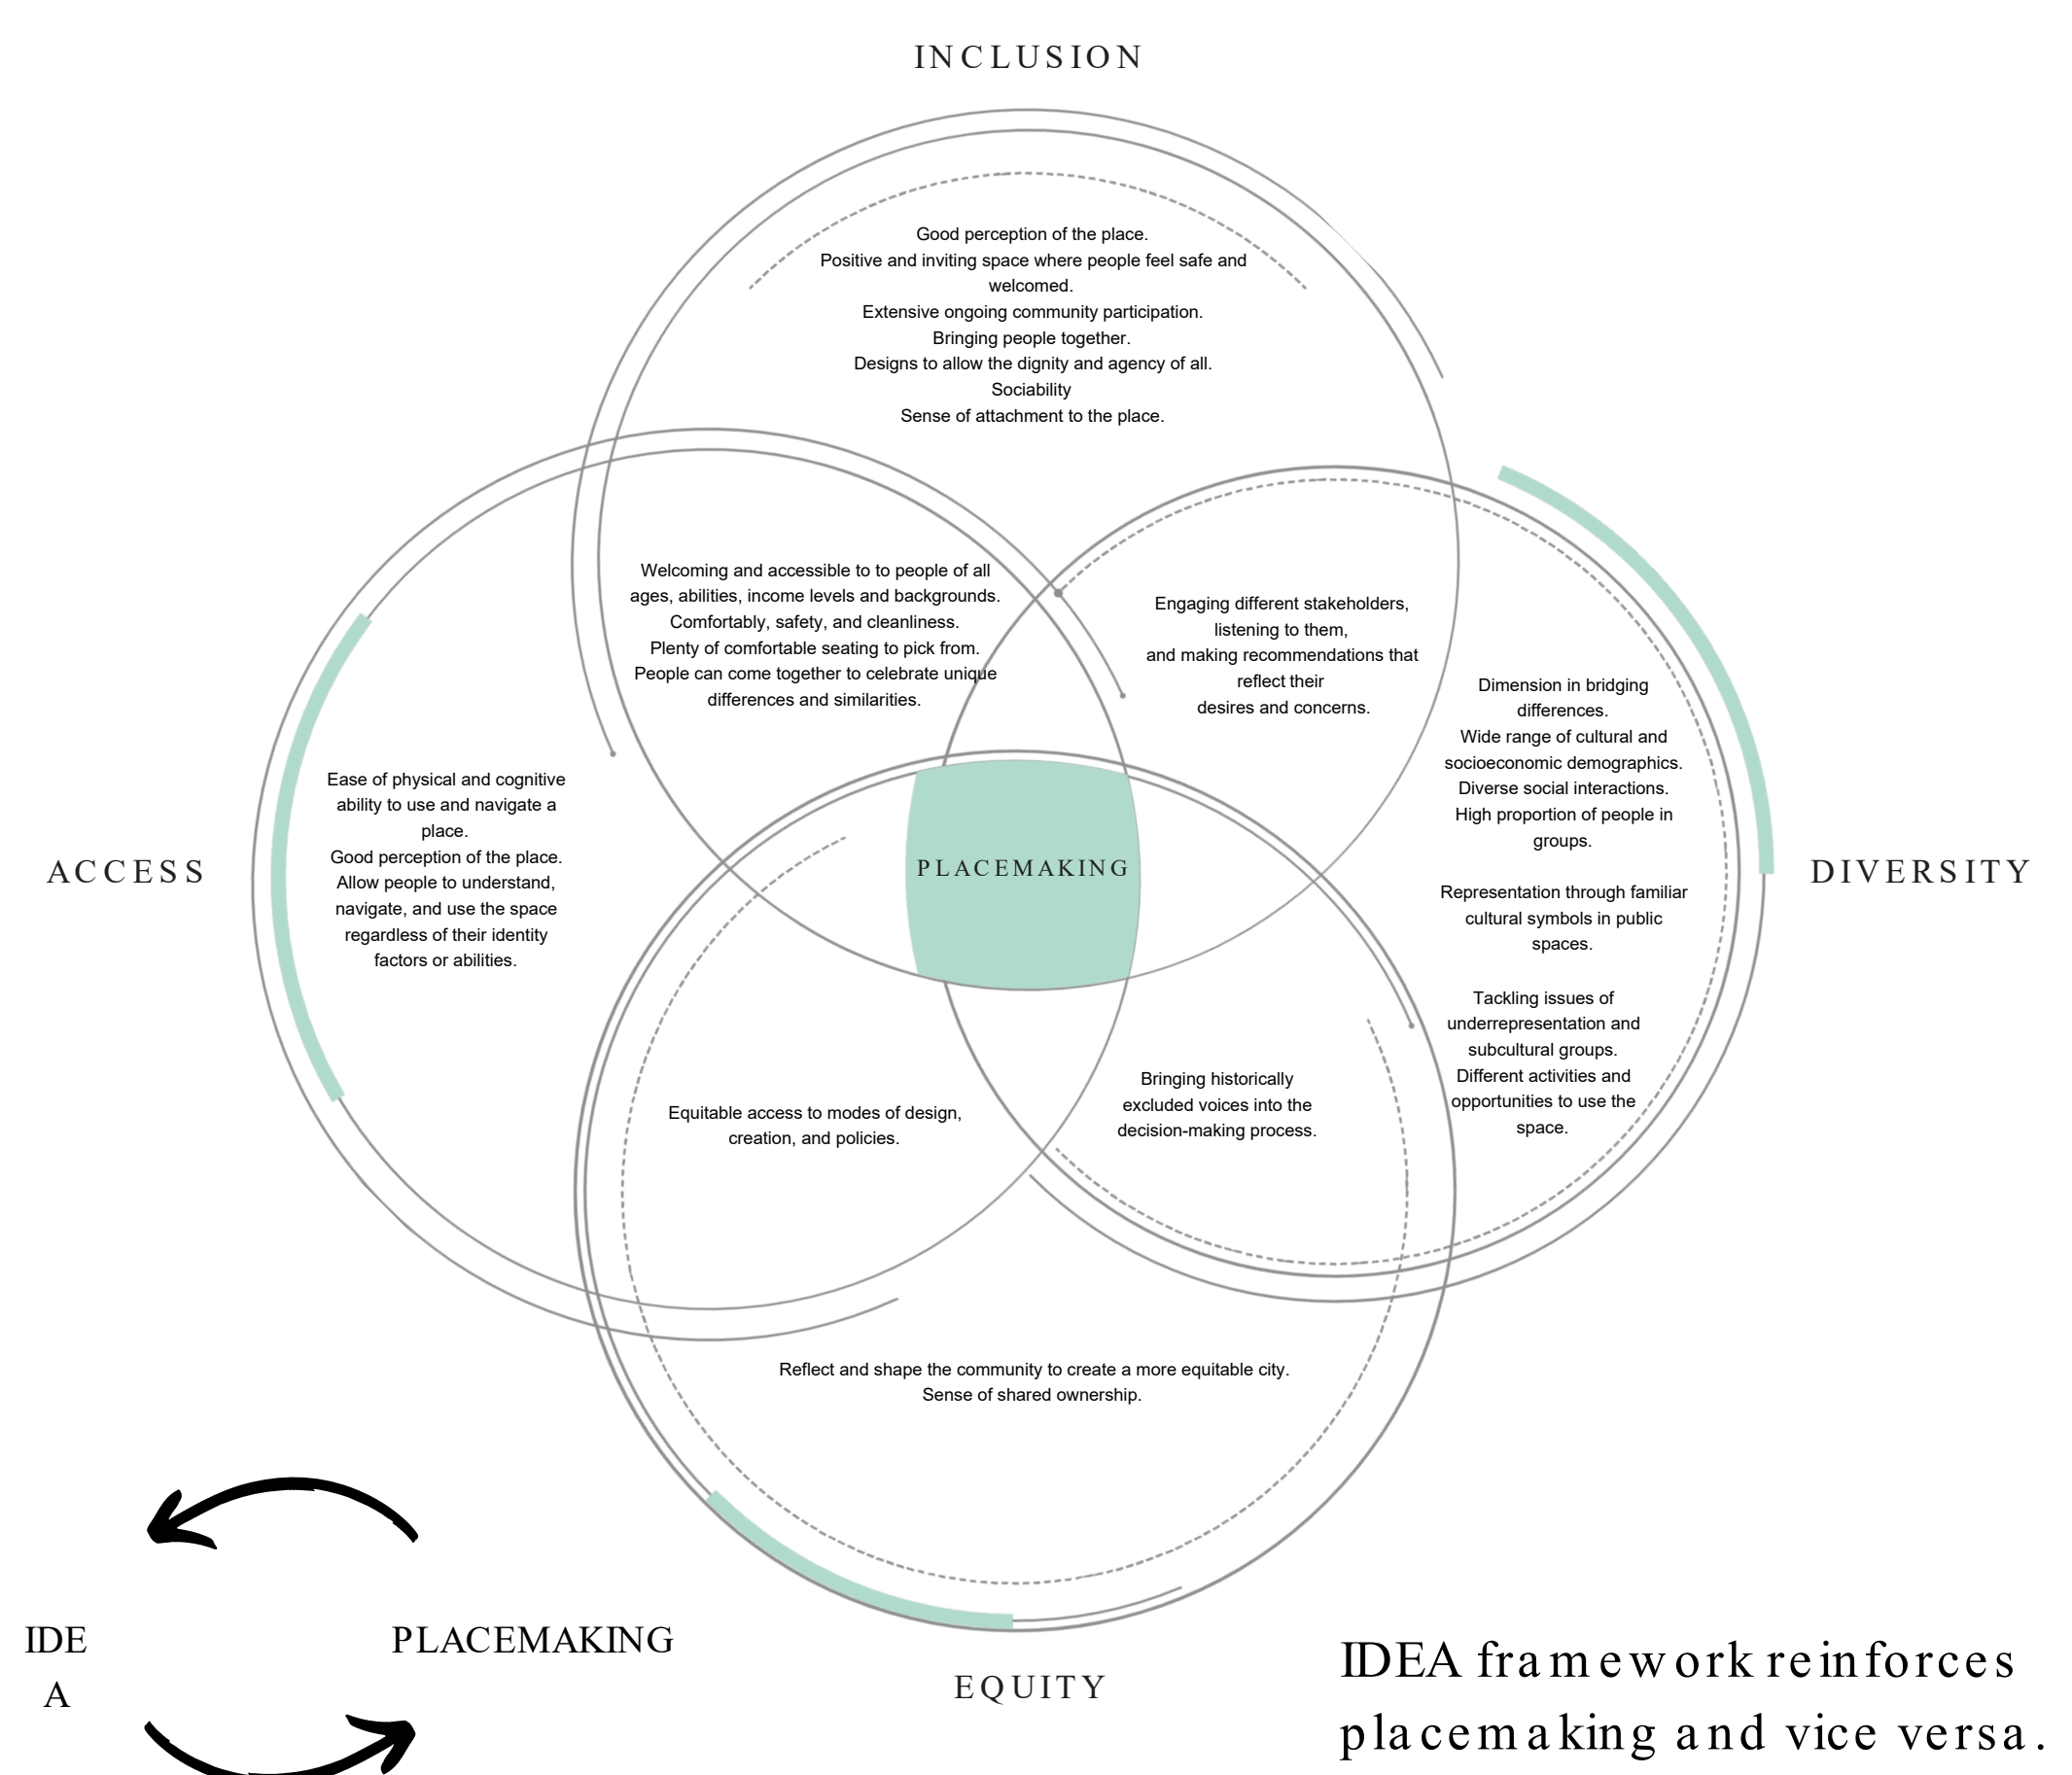 INCLUSION
Good perception of the place.
Positive and inviting space where people feel safe and
welcomed.
Extensive ongoing community participation.
Bringing people together.
Designs to allow the dignity and agency of all.
Sociability
Sense of attachment to the place.
Welcoming and accessible to to people of all
ages, abilities, income levels and backgrounds.
Comfortably, safety, and cleanliness.
Plenty of comfortable seating to pick from.
People can come together to celebrate unique
differences and similarities.
Engaging different stakeholders,
listening to them,
and making recommendations that
reflect their
desires and concerns.
Dimension in bridging
differences.
Wide range of cultural and
socioeconomic demographics.
Diverse social interactions.
High proportion of people in
groups.
Representation through familiar
cultural symbols in public
spaces.
Tackling issues of
underrepresentation and
subcultural groups.
Different activities and
opportunities to use the
space.
Ease of physical and cognitive
ability to use and navigate a
place.
Good perception of the place.
Allow people to understand,
navigate, and use the space
regardless of their identity
factors or abilities.
ACCESS
PLACEMAKING
DIVERSITY
Equitable access to modes of design,
creation, and policies.
Bringing historically
excluded voices into the
decision-making process.
Reflect and shape the community to create a more equitable city.
Sense of shared ownership.
EQUITY
IDE
A
PLACEMAKING
IDEA framework reinforces
placemaking and vice versa.